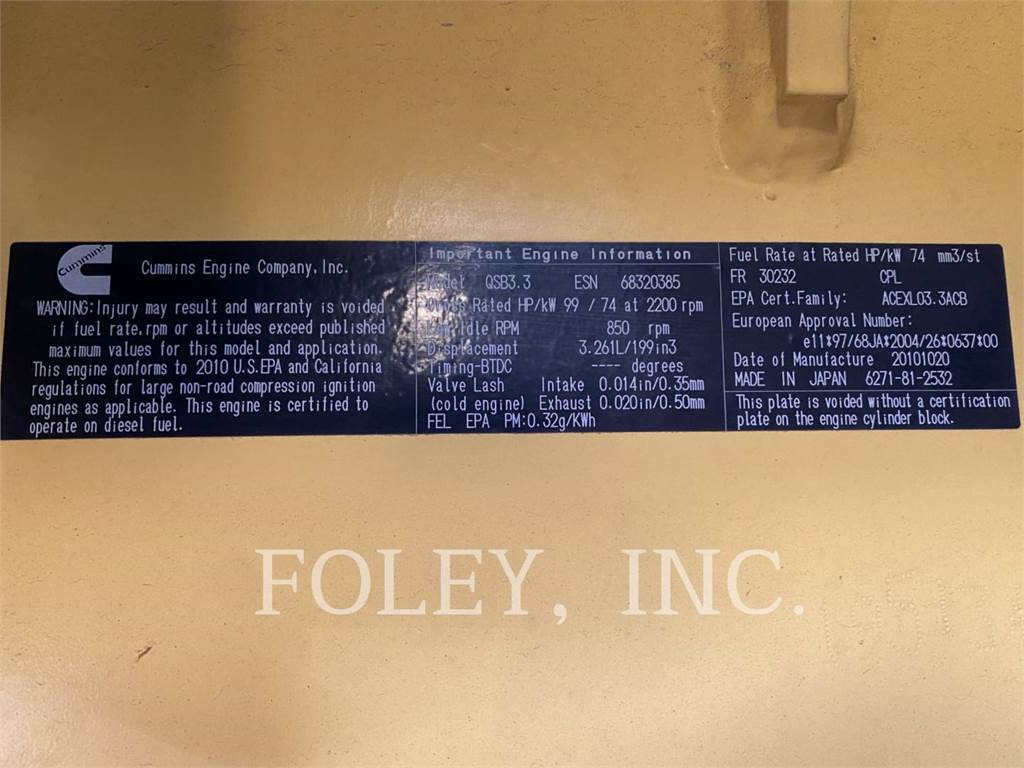 Cummins
Cummins Engine Company, Inc.
WARNING:Injury may result and warranty is voided
if fuel rate,rpm or altitudes exceed published
maximum values for this model and application.
This engine conforms to 2010 U.S.EPA and California
regulations for large non-road compression ignition
engines as applicable. This engine is certified to
operate on diesel fuel.
Important Engine Information
Model QSB3.3 ESN 68320385
Gross Rated HP/kW 99 / 74 at 2200 rpm
Low Idle RPM 850 rpm
Displacement 3.261L/199in3
Timing-BTDC ---- degrees
Valve Lash Intake 0.014in/0.35mm
(cold engine) Exhaust 0.020in/0.50mm
FEL EPA PM:0.32g/KWh
Fuel Rate at Rated HP/kW 74 mm3/st
FR 30232 CPL
EPA Cert.Family: ACEXL03.3ACB
European Approval Number:
e11*97/68JA*2004/26*0637*00
Date of Manufacture 20101020
MADE IN JAPAN 6271-81-2532
This plate is voided without a certification
plate on the engine cylinder block.
FOLEY, INC.